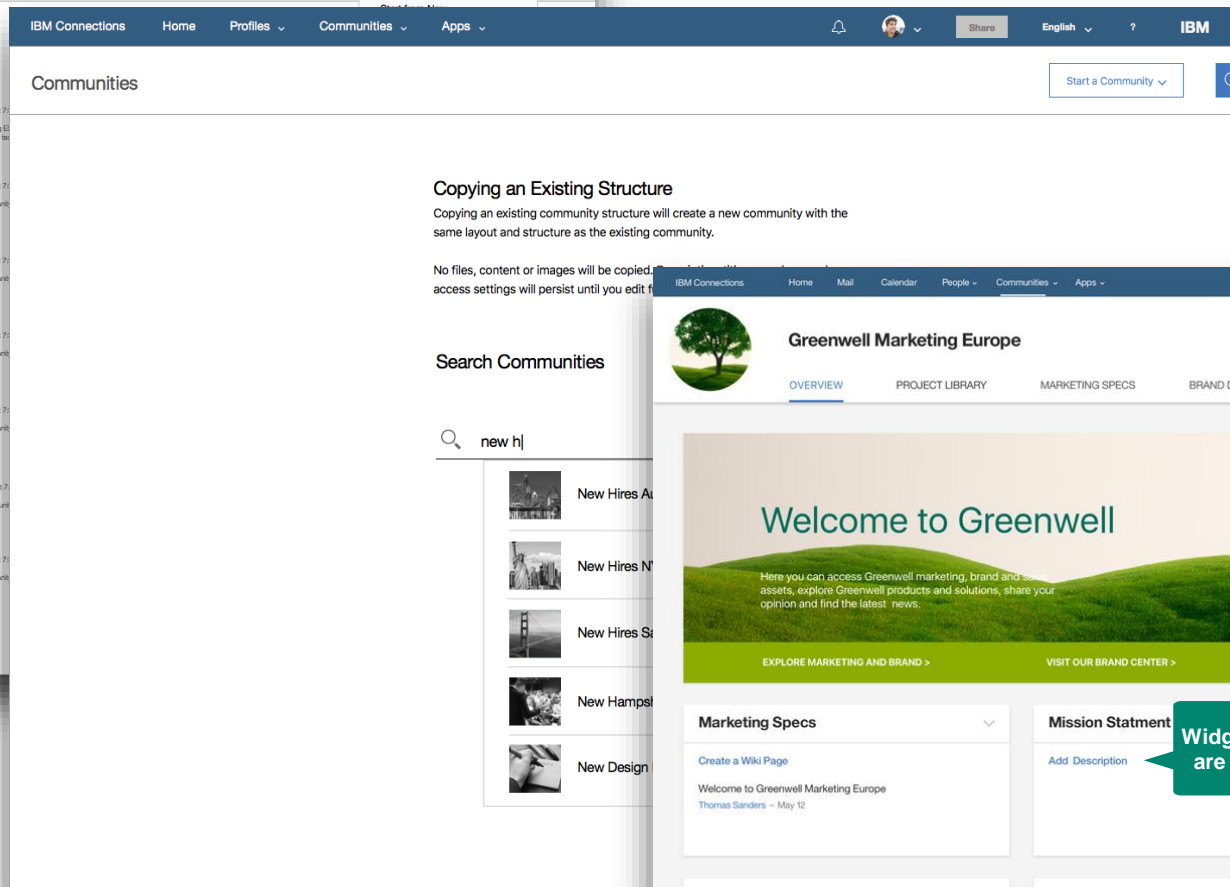 IBM Connections Home Profiles Communities Apps Share English ? IBM
Communities
Start a Community
Copying an Existing Structure
Copying an existing community structure will create a new community with the
same layout and structure as the existing community.
No files, content or images will be copied.
access settings will persist until you edit
Search Communities
new h
New Hires
New Hires
New Hires
New
New Design
IBM Connections Home Mail Calendar People Communities Apps
Greenwell Marketing Europe
OVERVIEW PROJECT LIBRARY MARKETING SPECS BRAND
Welcome to Greenwell
Here you can access Greenwell marketing, brand and
assets, explore Greenwell products and solutions, share your
opinion and find the latest news.
EXPLORE MARKETING AND BRAND > VISIT OUR BRAND CENTER >
Marketing Specs
Create a Wiki Page
Welcome to Greenwell Marketing Europe
Thomas Sanders – May 12
Mission Statment
Add Description
are